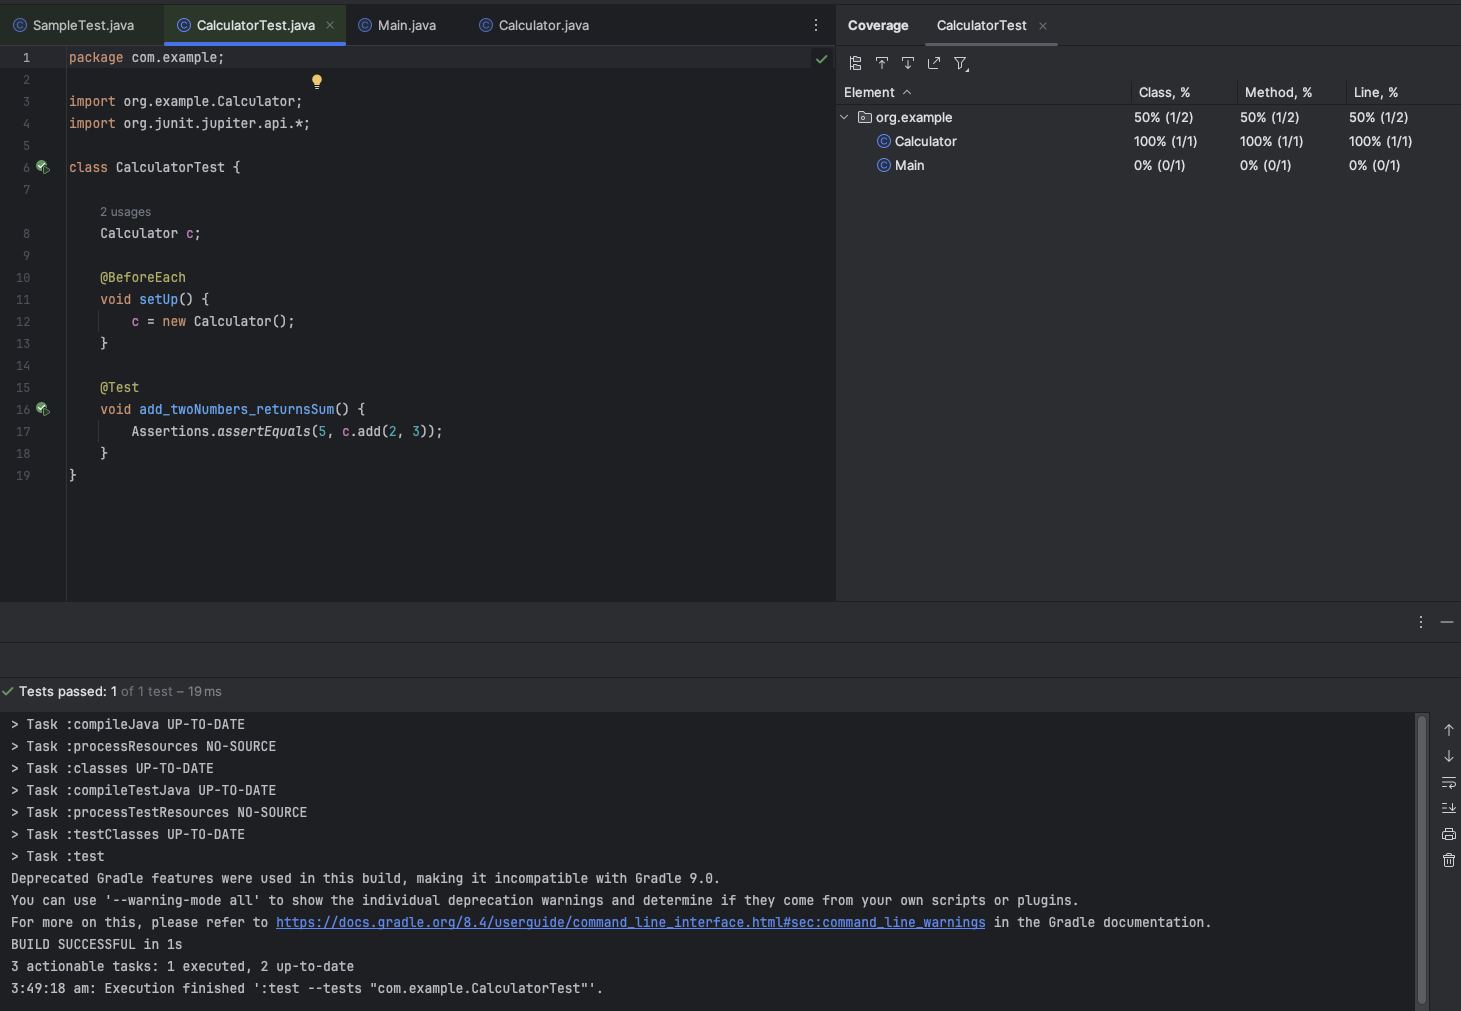 SampleTest.java
CalculatorTest.java
Main.java
Calculator.java
1 package com.example;
2
3 import org.example.Calculator;
4 import org.junit.jupiter.api.*;
5
6 class CalculatorTest {
7
2 usages
8 Calculator c;
9
10 @BeforeEach
11 void setUp() {
12 c = new Calculator();
13 }
14
15 @Test
16 void add_twoNumbers_returnsSum() {
17 Assertions.assertEquals(5, c.add(2, 3));
18 }
19 }
Coverage CalculatorTest
Element Class, % Method, % Line, %
org.example 50% (1/2) 50% (1/2) 50% (1/2)
Calculator 100% (1/1) 100% (1/1) 100% (1/1)
Main 0% (0/1) 0% (0/1) 0% (0/1)
Tests passed: 1 of 1 test – 19 ms
> Task :compileJava UP-TO-DATE
> Task :processResources NO-SOURCE
> Task :classes UP-TO-DATE
> Task :compileTestJava UP-TO-DATE
> Task :processTestResources NO-SOURCE
> Task :testClasses UP-TO-DATE
> Task :test
Deprecated Gradle features were used in this build, making it incompatible with Gradle 9.0.
You can use '--warning-mode all' to show the individual deprecation warnings and determine if they come from your own scripts or plugins.
For more on this, please refer to https://docs.gradle.org/8.4/userguide/command_line_interface.html#sec:command_line_warnings in the Gradle documentation.
BUILD SUCCESSFUL in 1s
3 actionable tasks: 1 executed, 2 up-to-date
3:49:18 am: Execution finished ':test --tests "com.example.CalculatorTest"'.